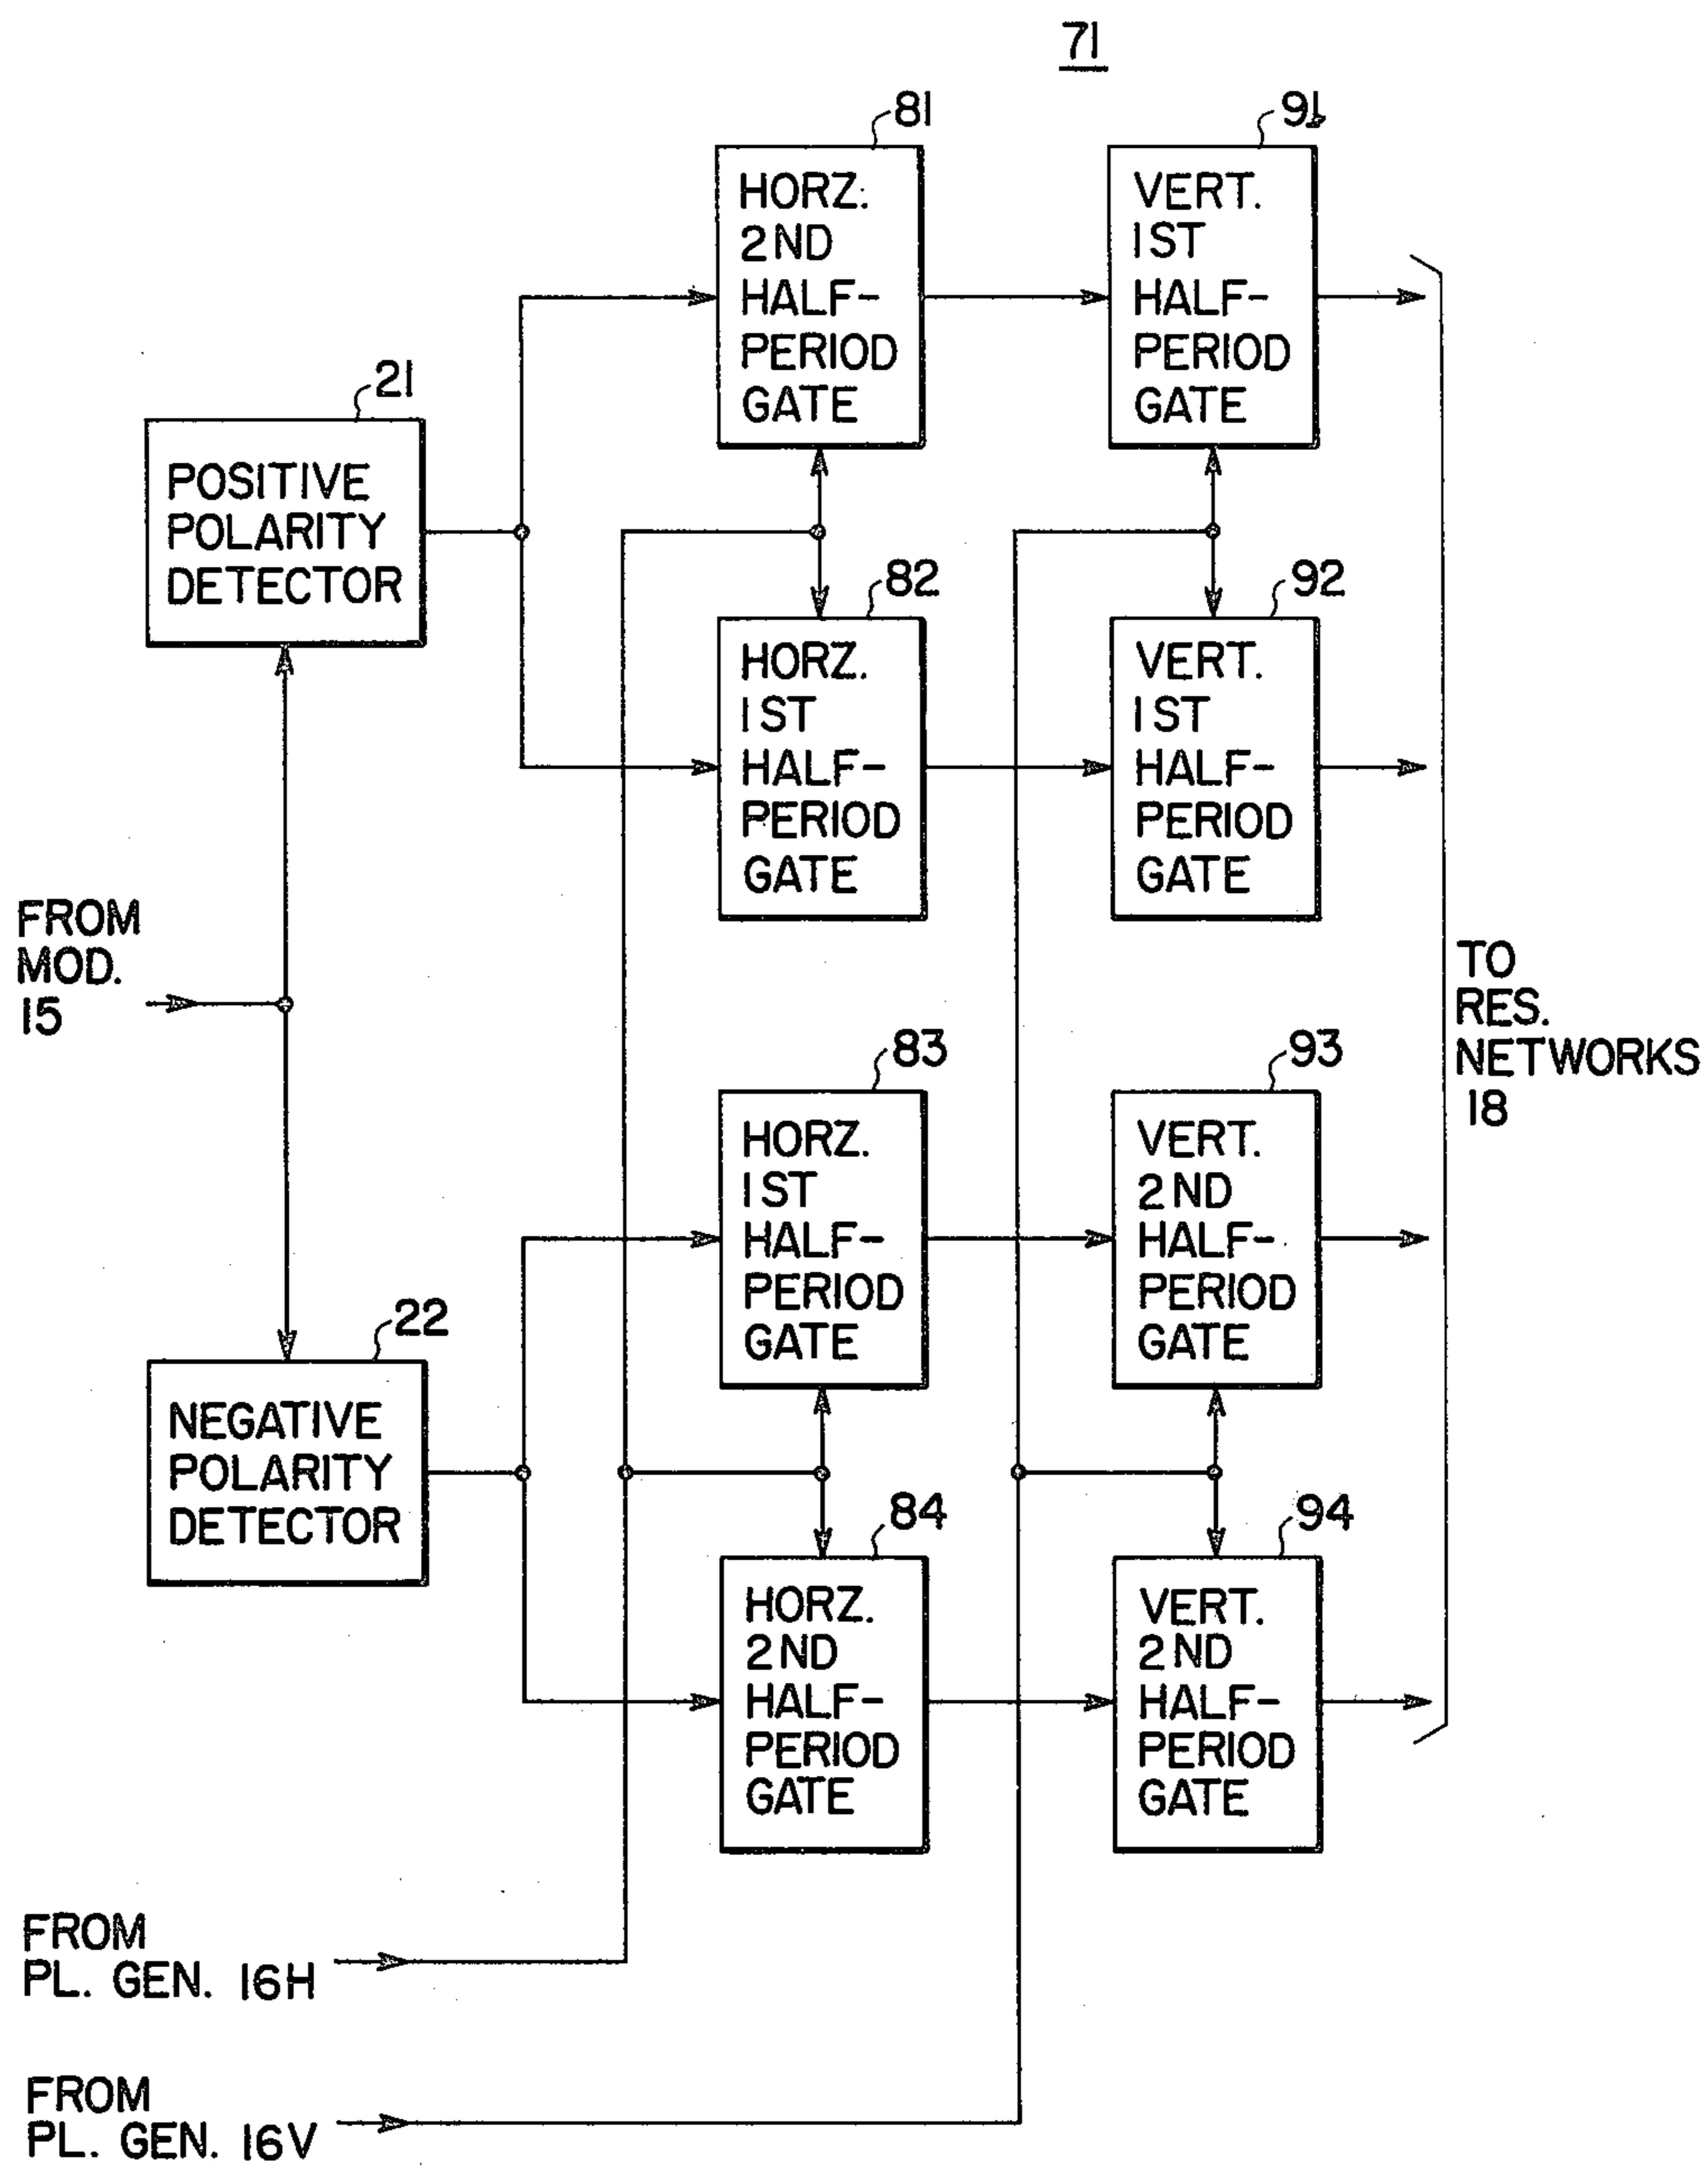 71
81
HORZ.
2ND
HALF-
PERIOD
GATE
91
VERT.
1ST
HALF-
PERIOD
GATE
21
POSITIVE
POLARITY
DETECTOR
82
HORZ.
1ST
HALF-
PERIOD
GATE
92
VERT.
1ST
HALF-
PERIOD
GATE
FROM
MOD.
15
TO
RES.
NETWORKS
18
83
HORZ.
1ST
HALF-
PERIOD
GATE
93
VERT.
2ND
HALF-
PERIOD
GATE
22
NEGATIVE
POLARITY
DETECTOR
84
HORZ.
2ND
HALF-
PERIOD
GATE
94
VERT.
2ND
HALF-
PERIOD
GATE
FROM
PL. GEN. 16H
FROM
PL. GEN. 16V